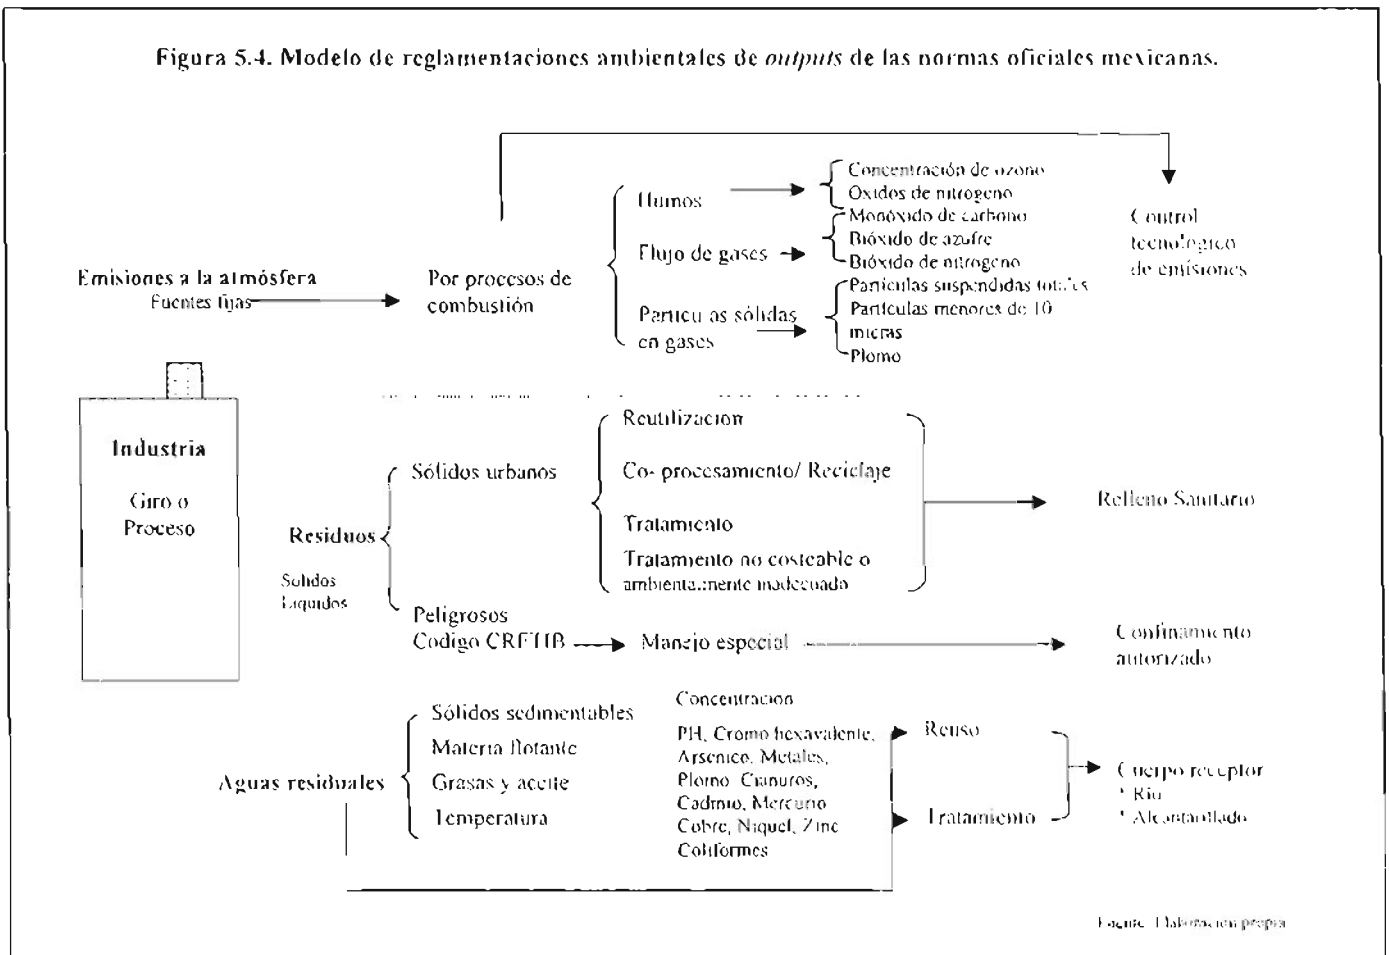 Figura 5.4. Modelo de reglamentaciones ambientales de outputs de las normas oficiales mexicanas.
Emisiones a la atmósfera
Fuentes fijas
Por procesos de
combustión
Humos
Flujo de gases
Particu as sólidas
en gases
Concentración de ozono
Oxidos de nitrogeno
Monóxido de carbono
Bióxido de azufre
Bióxido de nitrogeno
Partículas suspendidas totales
Partículas menores de 10
micras
Plomo
Control
tecnológico
de emisiones
Industria
Giro o
Proceso
Residuos
Solidos
Liquidos
Sólidos urbanos
Reutilizacion
Co- procesamiento/ Reciclaje
Tratamiento
Tratamiento no costeable o
ambientalmente inadecuado
Relleno Sanitario
Peligrosos
Codigo CRETIB
Manejo especial
Confinamiento
autorizado
Aguas residuales
Sólidos sedimentables
Materia flotante
Grasas y aceite
Temperatura
Concentracion
PH, Cromo hexavalente,
Arsenico, Metales,
Plomo Cianuros,
Cadmio, Mercurio
Cobre, Niquel, Zinc
Coliformes
Reuso
Tratamiento
Cuerpo receptor
* Rio
* Alcantarillado
Fuente Elaboracion propia